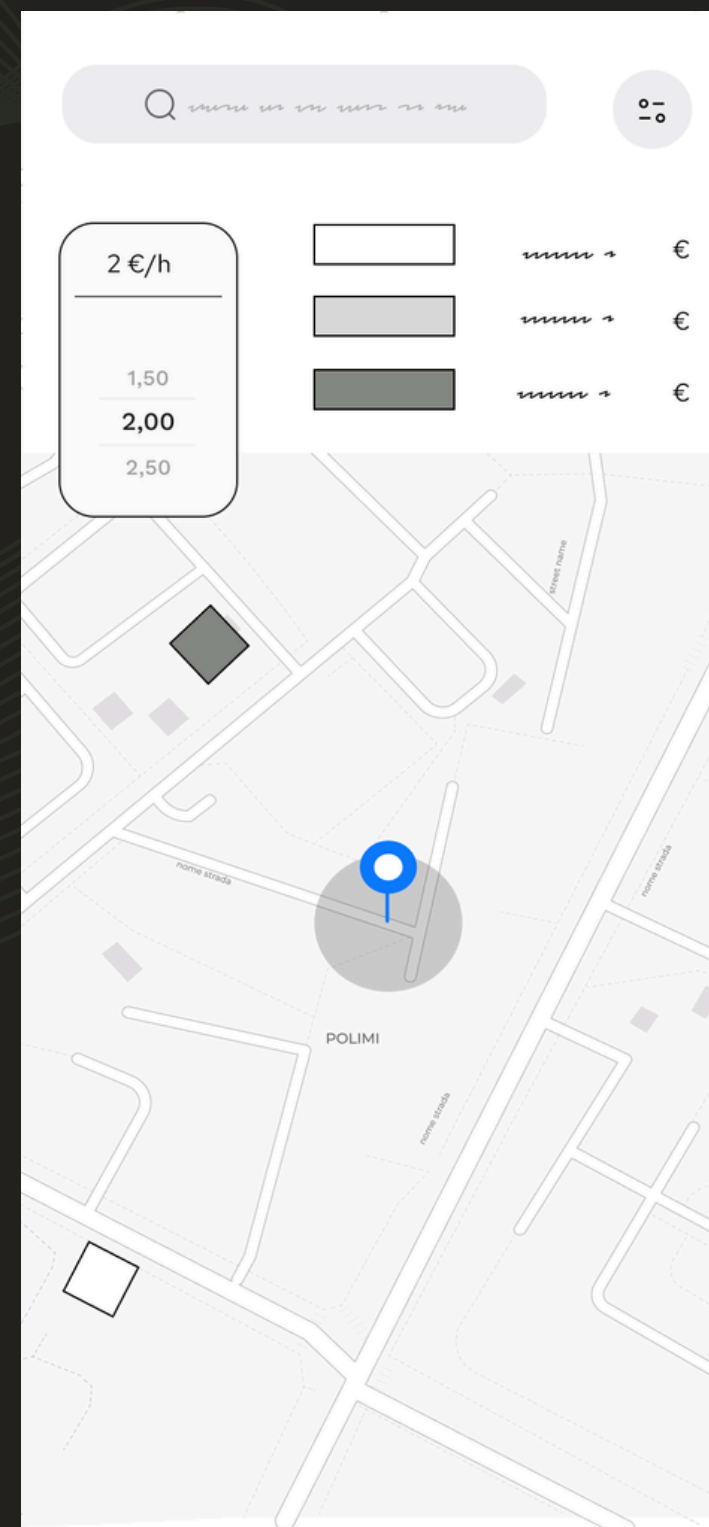 2 €/h
€
1,50
€
2,00
€
2,50
street name
nome strada
nome strada
POLIMI
nome strada